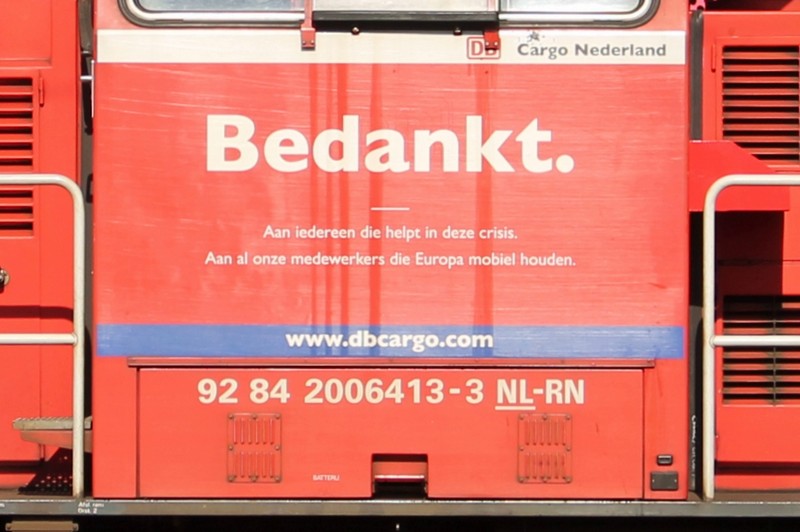 DB Cargo Nederland
Bedankt.
Aan iedereen die helpt in deze crisis.
Aan al onze medewerkers die Europa mobiel houden.
www.dbcargo.com
92 84 2006413-3 NL-RN
BATTERIJ